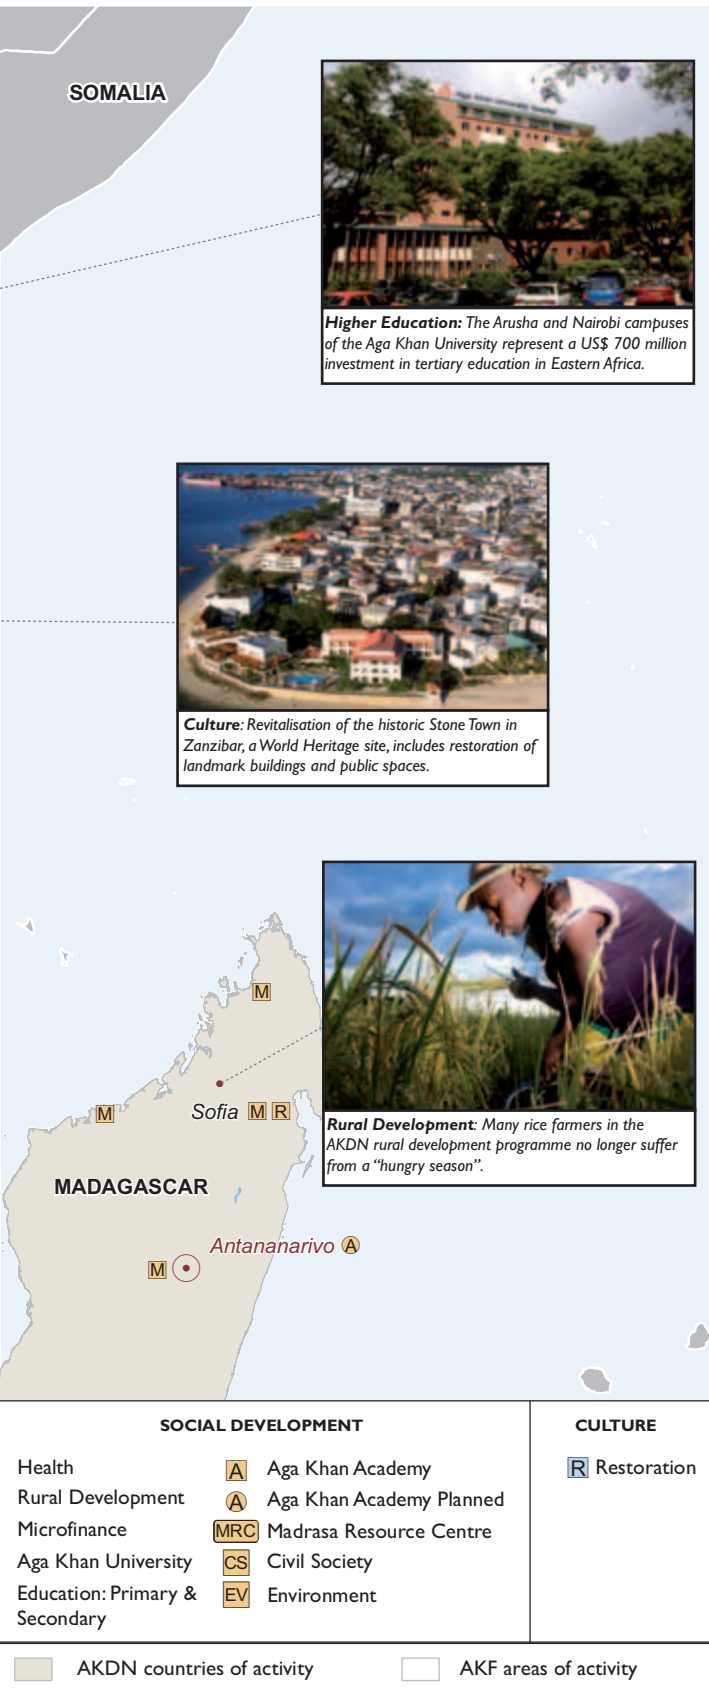 SOMALIA
Aga Khan University Hospital
Higher Education: The Arusha and Nairobi campuses
of the Aga Khan University represent a US$ 700 million
investment in tertiary education in Eastern Africa.
Culture: Revitalisation of the historic Stone Town in
Zanzibar, a World Heritage site, includes restoration of
landmark buildings and public spaces.
M
M
Sofia M R
Rural Development: Many rice farmers in the
AKDN rural development programme no longer suffer
from a “hungry season”.
MADAGASCAR
Antananarivo A
M
SOCIAL DEVELOPMENT
Health
Rural Development
Microfinance
Aga Khan University
Education: Primary &
Secondary
A Aga Khan Academy
A Aga Khan Academy Planned
MRC Madrasa Resource Centre
CS Civil Society
EV Environment
CULTURE
R Restoration
AKDN countries of activity
AKF areas of activity